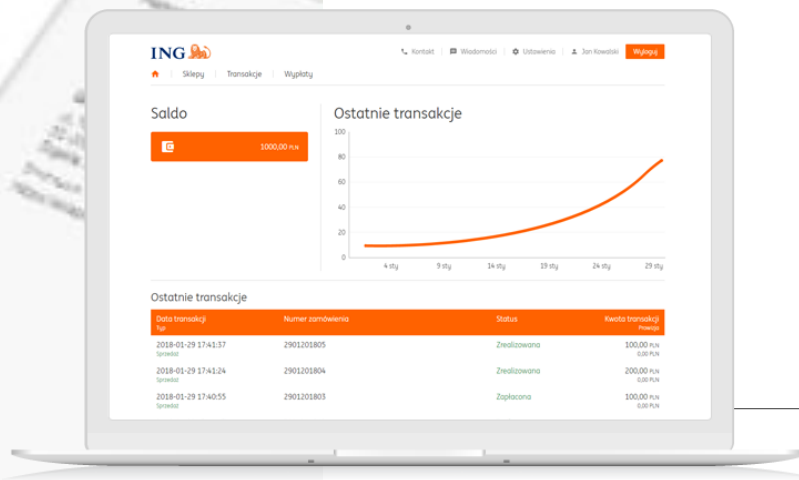 ING
Kontakt Wiadomości Ustawienia Jan Kowalski Wyloguj
Sklepy Transakcje Wypłaty
Saldo
1000,00 PLN
Ostatnie transakcje
100
80
60
40
20
0
4 sty 9 sty 14 sty 19 sty 24 sty 29 sty
Ostatnie transakcje
Data transakcji Numer zamówienia Status Kwota transakcji
Typ Prowizja
2018-01-29 17:41:37 2901201805 Zrealizowana 100,00 PLN
Sprzedaż 0,00 PLN
2018-01-29 17:41:24 2901201804 Zrealizowana 200,00 PLN
Sprzedaż 0,00 PLN
2018-01-29 17:40:55 2901201803 Zapłacona 100,00 PLN
Sprzedaż 0,00 PLN